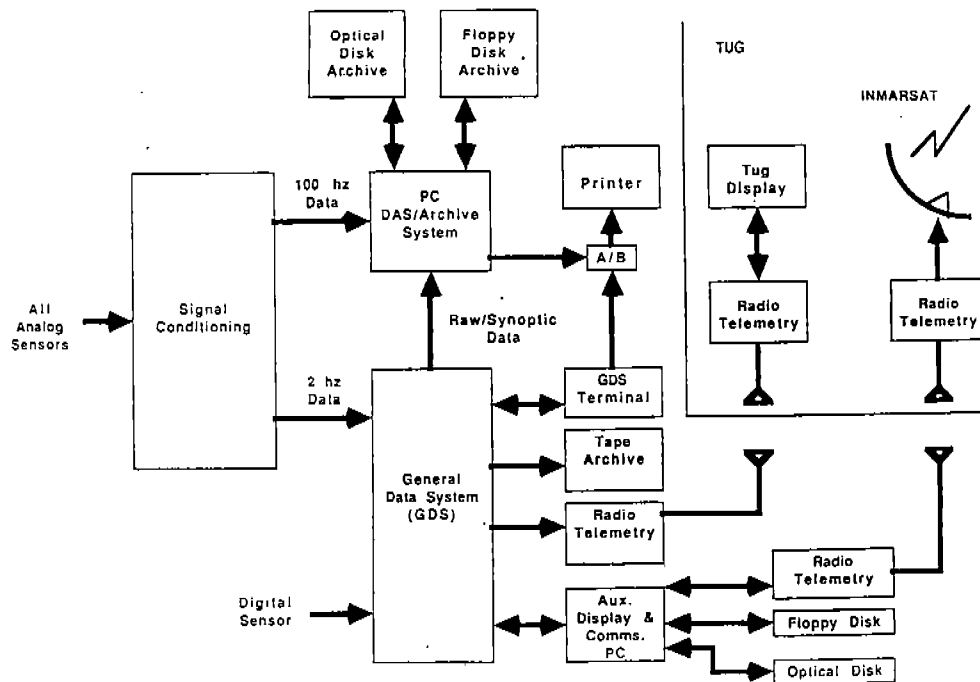 Optical
Disk
Archive
Floppy
Disk
Archive
TUG
INMARSAT
100 hz
Data
PC
DAS/Archive
System
Printer
Tug
Display
A/B
All
Analog
Sensors
Signal
Conditioning
Raw/Synoptic
Data
Radio
Telemetry
Radio
Telemetry
2 hz
Data
GDS
Terminal
General
Data System
(GDS)
Tape
Archive
Radio
Telemetry
Radio
Telemetry
Digital
Sensor
Aux.
Display &
Comms.
PC
Floppy Disk
Optical Disk